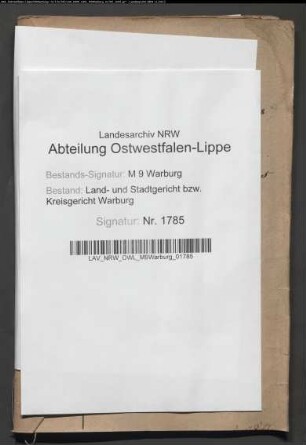 Landesarchiv NRW
Abteilung Ostwestfalen-Lippe
Bestands-Signatur: M 9 Warburg
Bestand: Land- und Stadtgericht bzw.
Kreisgericht Warburg
Signatur: Nr. 1785
LAV_NRW_OWL_M9Warburg_01785